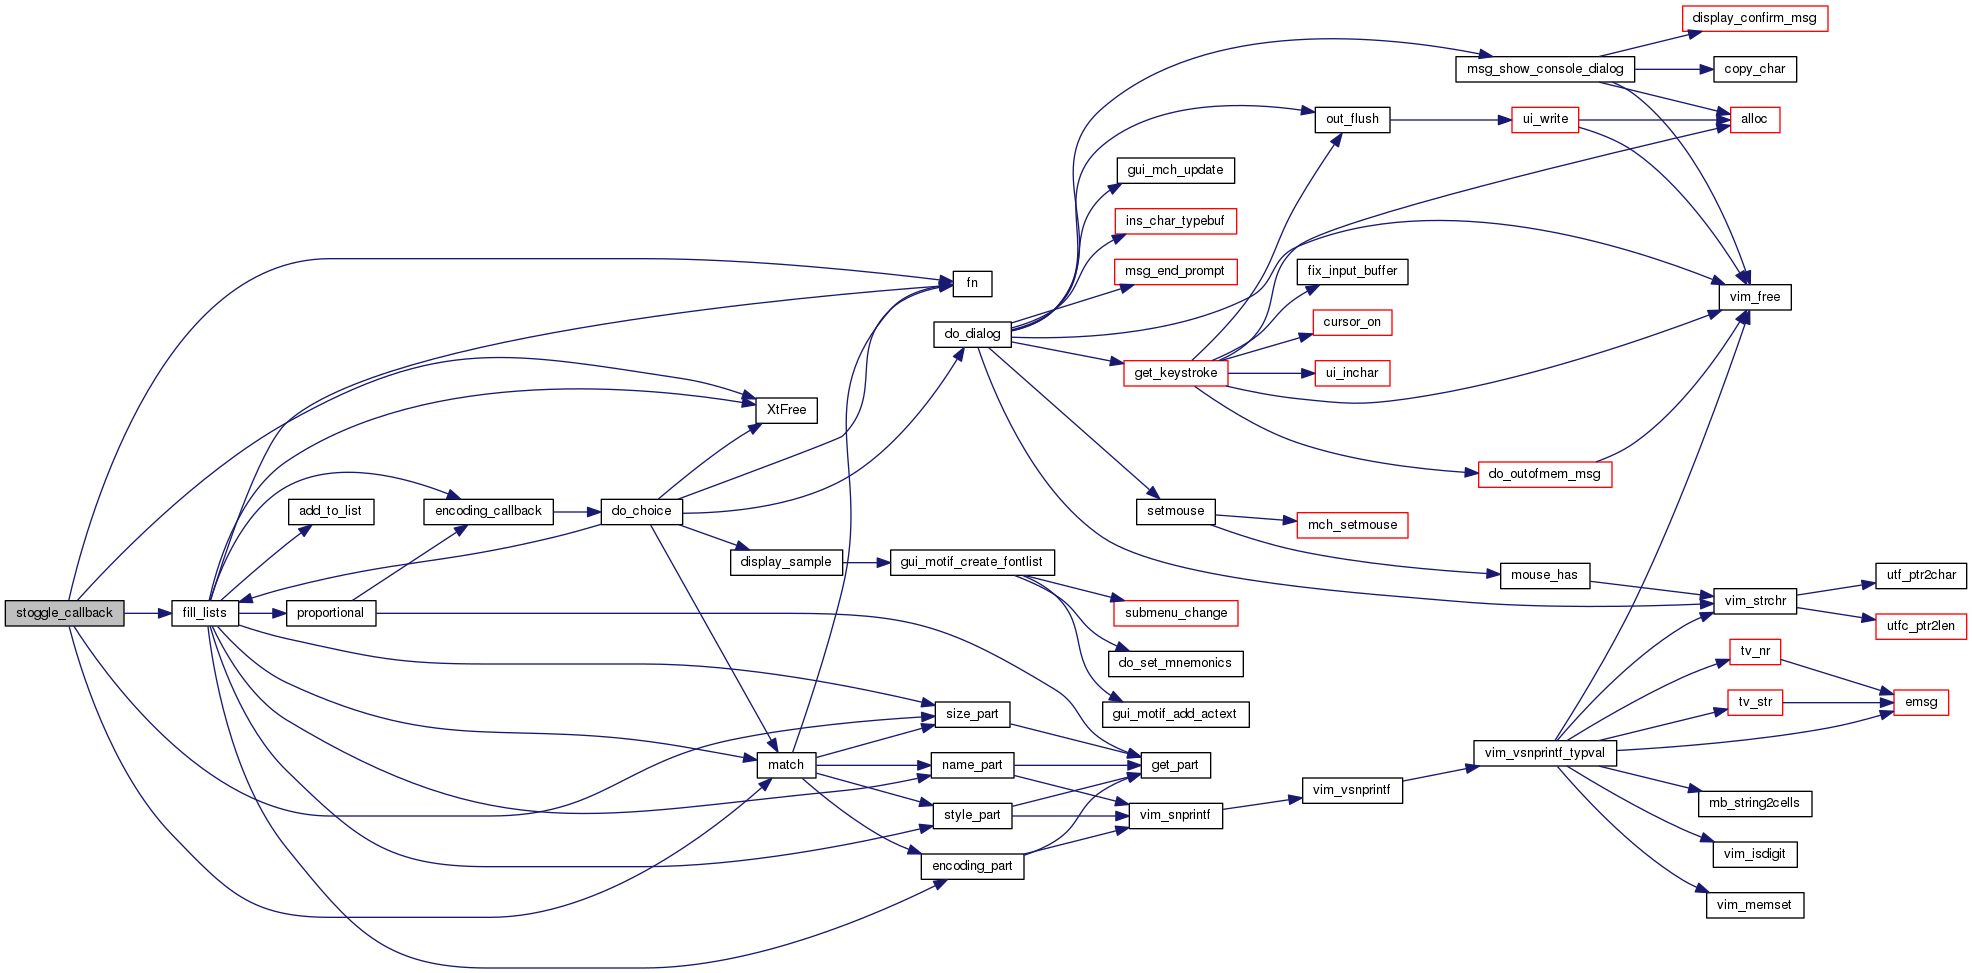 display_confirm_msg
msg_show_console_dialog
copy_char
out_flush
ui_write
alloc
gui_mch_update
ins_char_typebuf
msg_end_prompt
fix_input_buffer
fn
vim_free
cursor_on
do_dialog
get_keystroke
ui_inchar
XtFree
do_outofmem_msg
add_to_list
encoding_callback
do_choice
setmouse
mch_setmouse
display_sample
gui_motif_create_fontlist
mouse_has
utf_ptr2char
stoggle_callback
fill_lists
proportional
submenu_change
vim_strchr
utfc_ptr2len
do_set_mnemonics
tv_nr
size_part
gui_motif_add_actext
tv_str
emsg
match
name_part
get_part
vim_vsnprintf_typval
vim_vsnprintf
mb_string2cells
style_part
vim_snprintf
vim_isdigit
encoding_part
vim_memset